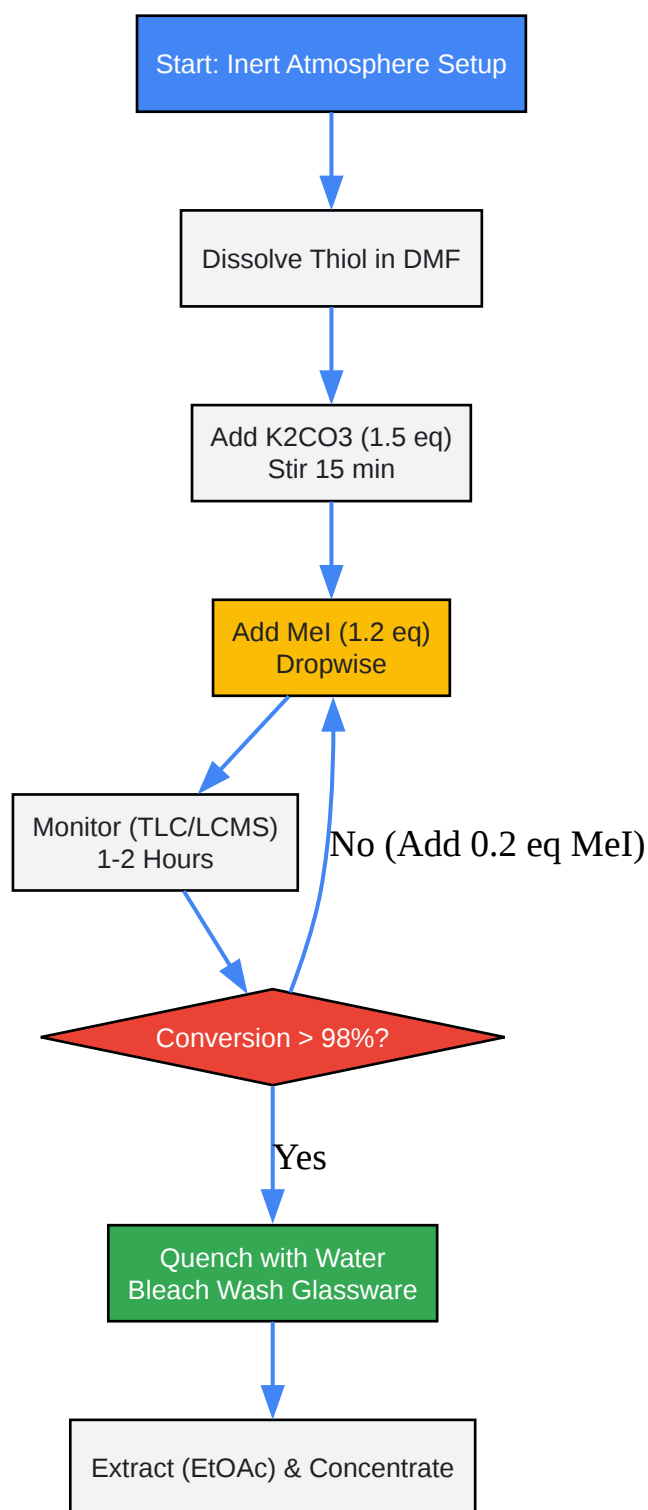 Start: Inert Atmosphere Setup
Dissolve Thiol in DMF
Add K2CO3 (1.5 eq)
Stir 15 min
Add MeI (1.2 eq)
Dropwise
Monitor (TLC/LCMS)
1-2 Hours
No (Add 0.2 eq MeI)
Conversion > 98%?
Yes
Quench with Water
Bleach Wash Glassware
Extract (EtOAc) & Concentrate